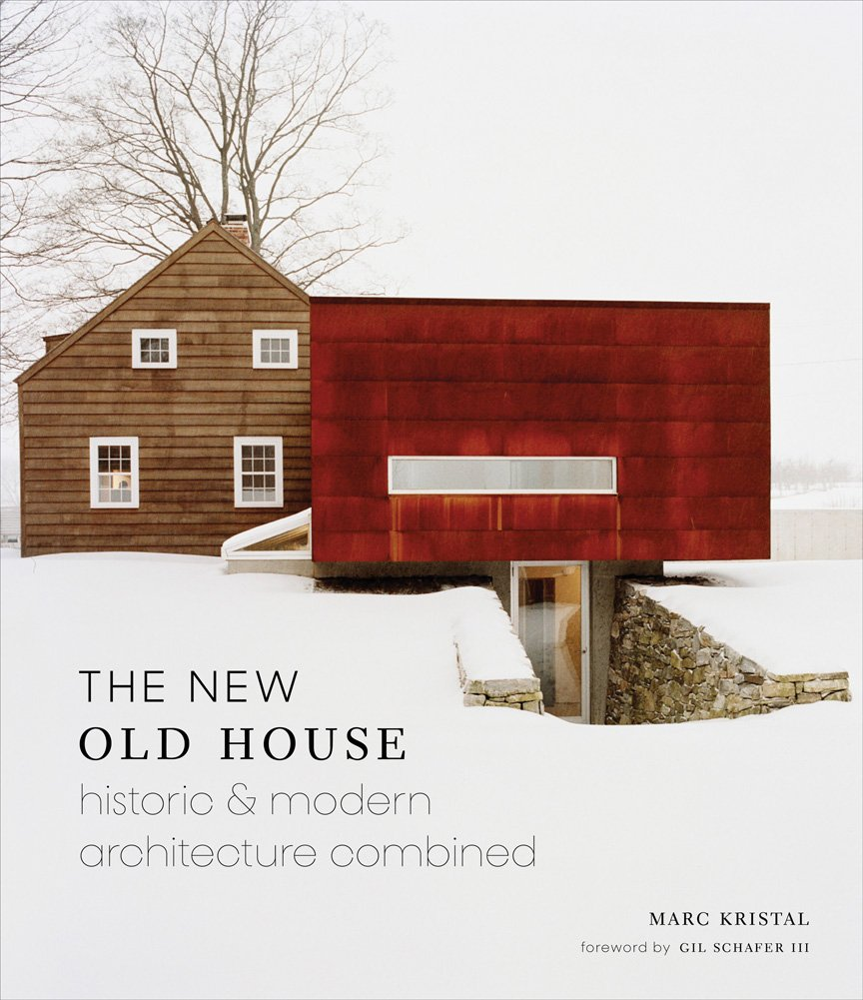 THE NEW
OLD HOUSE
historic & modern
architecture combined
MARC KRISTAL
foreword by GIL SCHAFER III